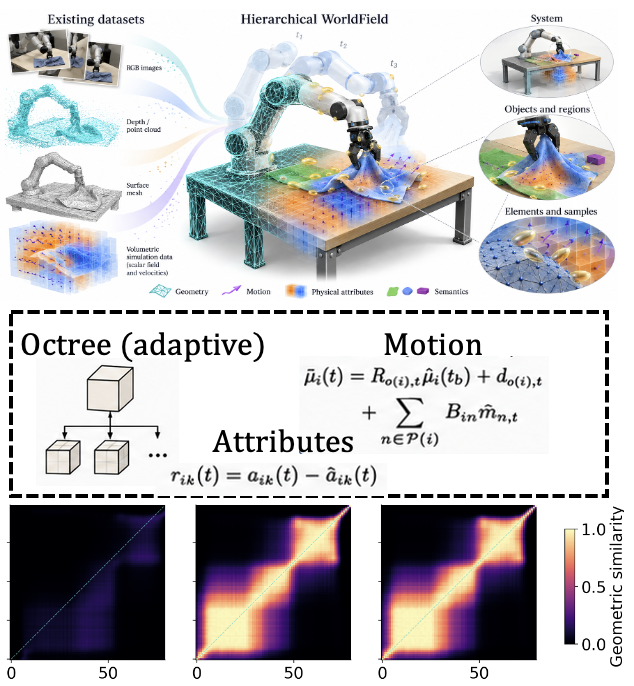 Existing datasets
Hierarchical WorldField
System
t₁
t₂
t₃
RGB images
Depth /
point cloud
Objects and regions
Surface
mesh
Elements and samples
Volumetric
simulation data
(scalar field
and velocities)
Geometry
Motion
Physical attributes
Semantics
Octree (adaptive)
Motion
μ̄ᵢ(t) = R_{o(i),t} μ̂ᵢ(t_b) + d_{o(i),t}
+ ∑_{n∈𝒫(i)} B_{in} m̂_{n,t}
...
Attributes
r_{ik}(t) = a_{ik}(t) − â_{ik}(t)
1.0
0.5
0.0
Geometric similarity
0 50
0 50
0 50